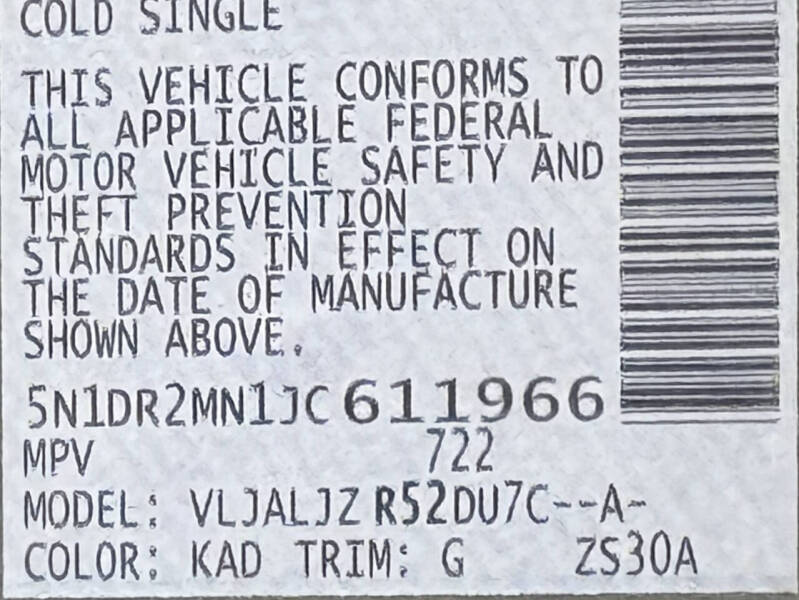 COLD SINGLE
THIS VEHICLE CONFORMS TO
ALL APPLICABLE FEDERAL
MOTOR VEHICLE SAFETY AND
THEFT PREVENTION
STANDARDS IN EFFECT ON
THE DATE OF MANUFACTURE
SHOWN ABOVE.
5N1DR2MN1JC611966
MPV 722
MODEL: VLJALJZ R52DU7C--A-
COLOR: KAD TRIM: G ZS30A